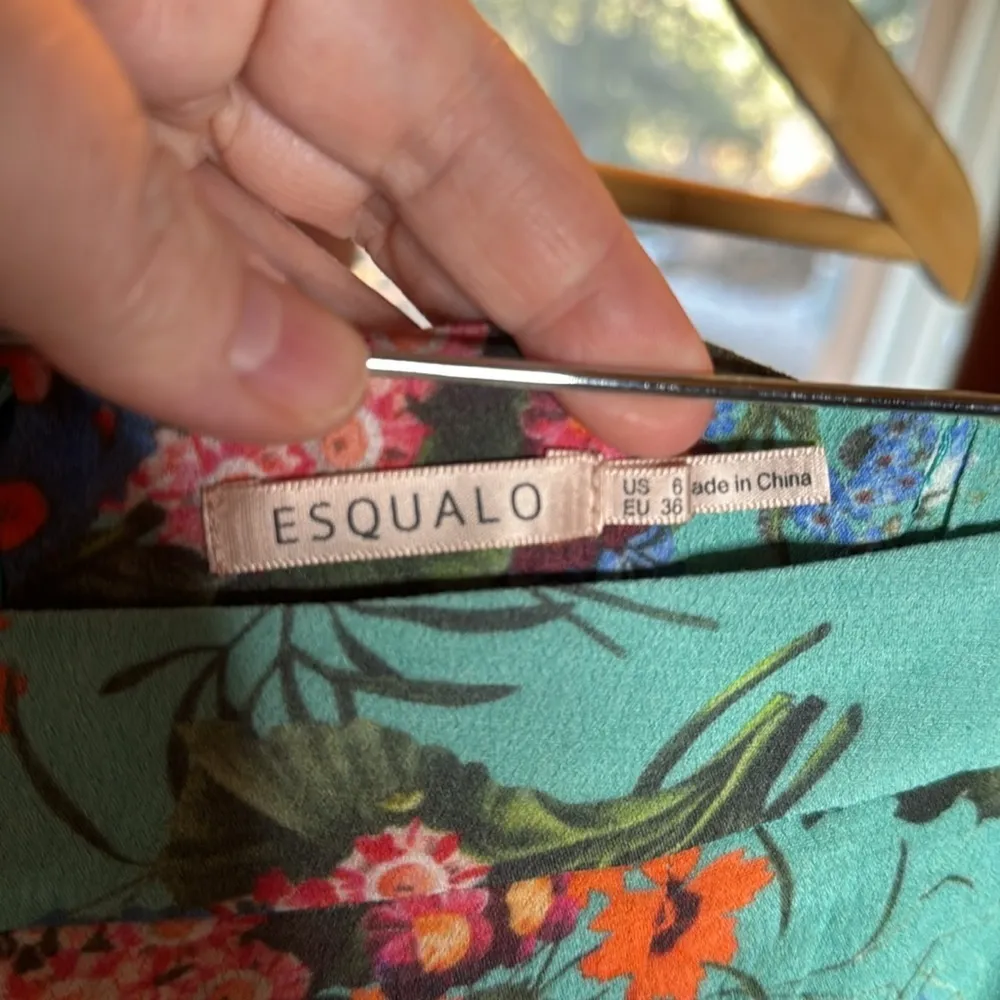 ESQUALO
US 6
EU 36
ade in China